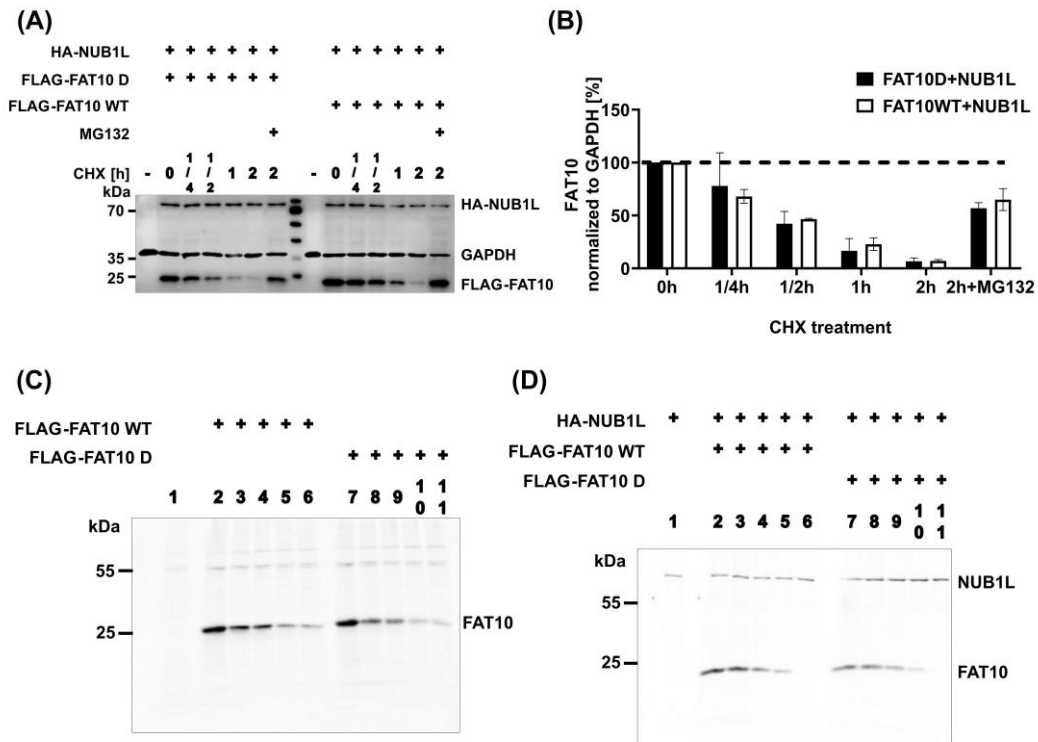 (A)
HA-NUB1L + + + + + + + + + + + +
FLAG-FAT10 D + + + + + +
FLAG-FAT10 WT + + + + + +
MG132 + +
CHX [h] - 0 1/4 1/2 1 2 2 - 0 1/4 1/2 1 2 2
kDa
70
35
25
HA-NUB1L
GAPDH
FLAG-FAT10
(B)
FAT10D+NUB1L
FAT10WT+NUB1L
FAT10
normalized to GAPDH [%]
150
100
50
0
0h 1/4h 1/2h 1h 2h 2h+MG132
CHX treatment
(C)
FLAG-FAT10 WT + + + + +
FLAG-FAT10 D + + + + +
1 2 3 4 5 6 7 8 9 10 11
kDa
55
25
FAT10
(D)
HA-NUB1L + + + + + + + + + + +
FLAG-FAT10 WT + + + + +
FLAG-FAT10 D + + + + +
1 2 3 4 5 6 7 8 9 10 11
kDa
55
25
NUB1L
FAT10